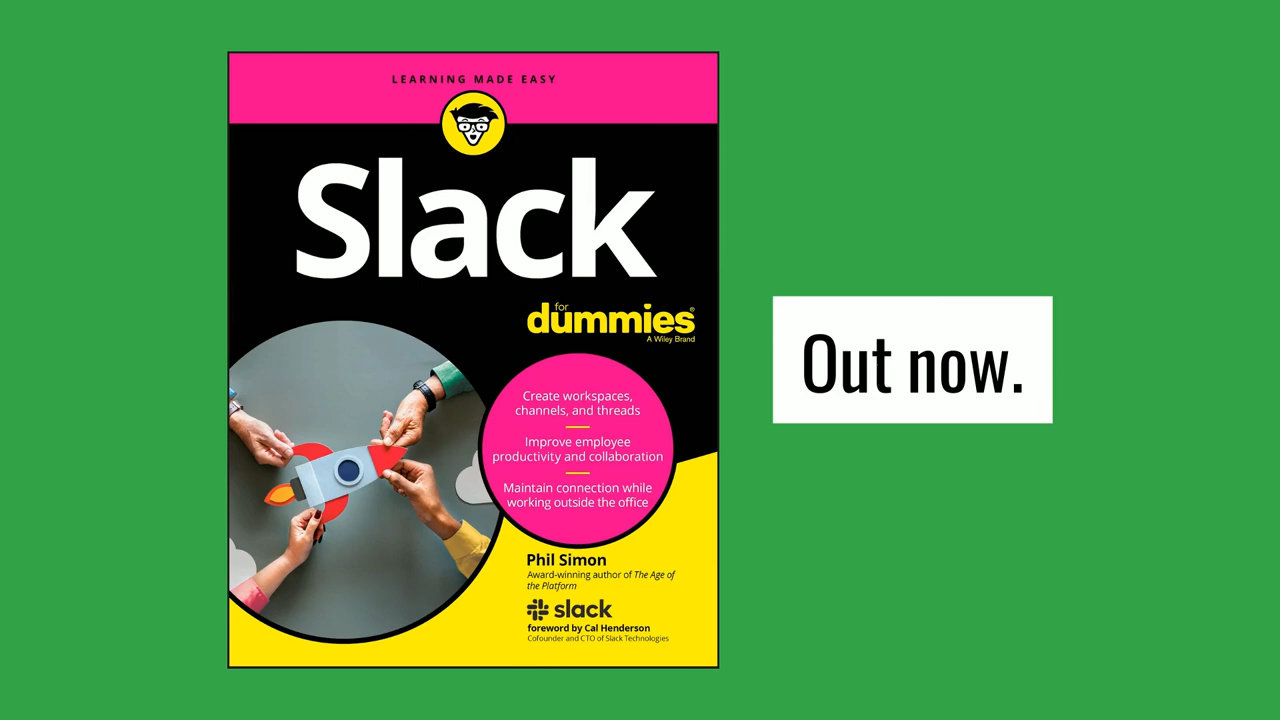 LEARNING MADE EASY
Slack
for
dummies®
A Wiley Brand
Create workspaces,
channels, and threads
Improve employee
productivity and collaboration
Maintain connection while
working outside the office
Phil Simon
Award-winning author of The Age of
the Platform
slack
foreword by Cal Henderson
Cofounder and CTO of Slack Technologies
Out now.